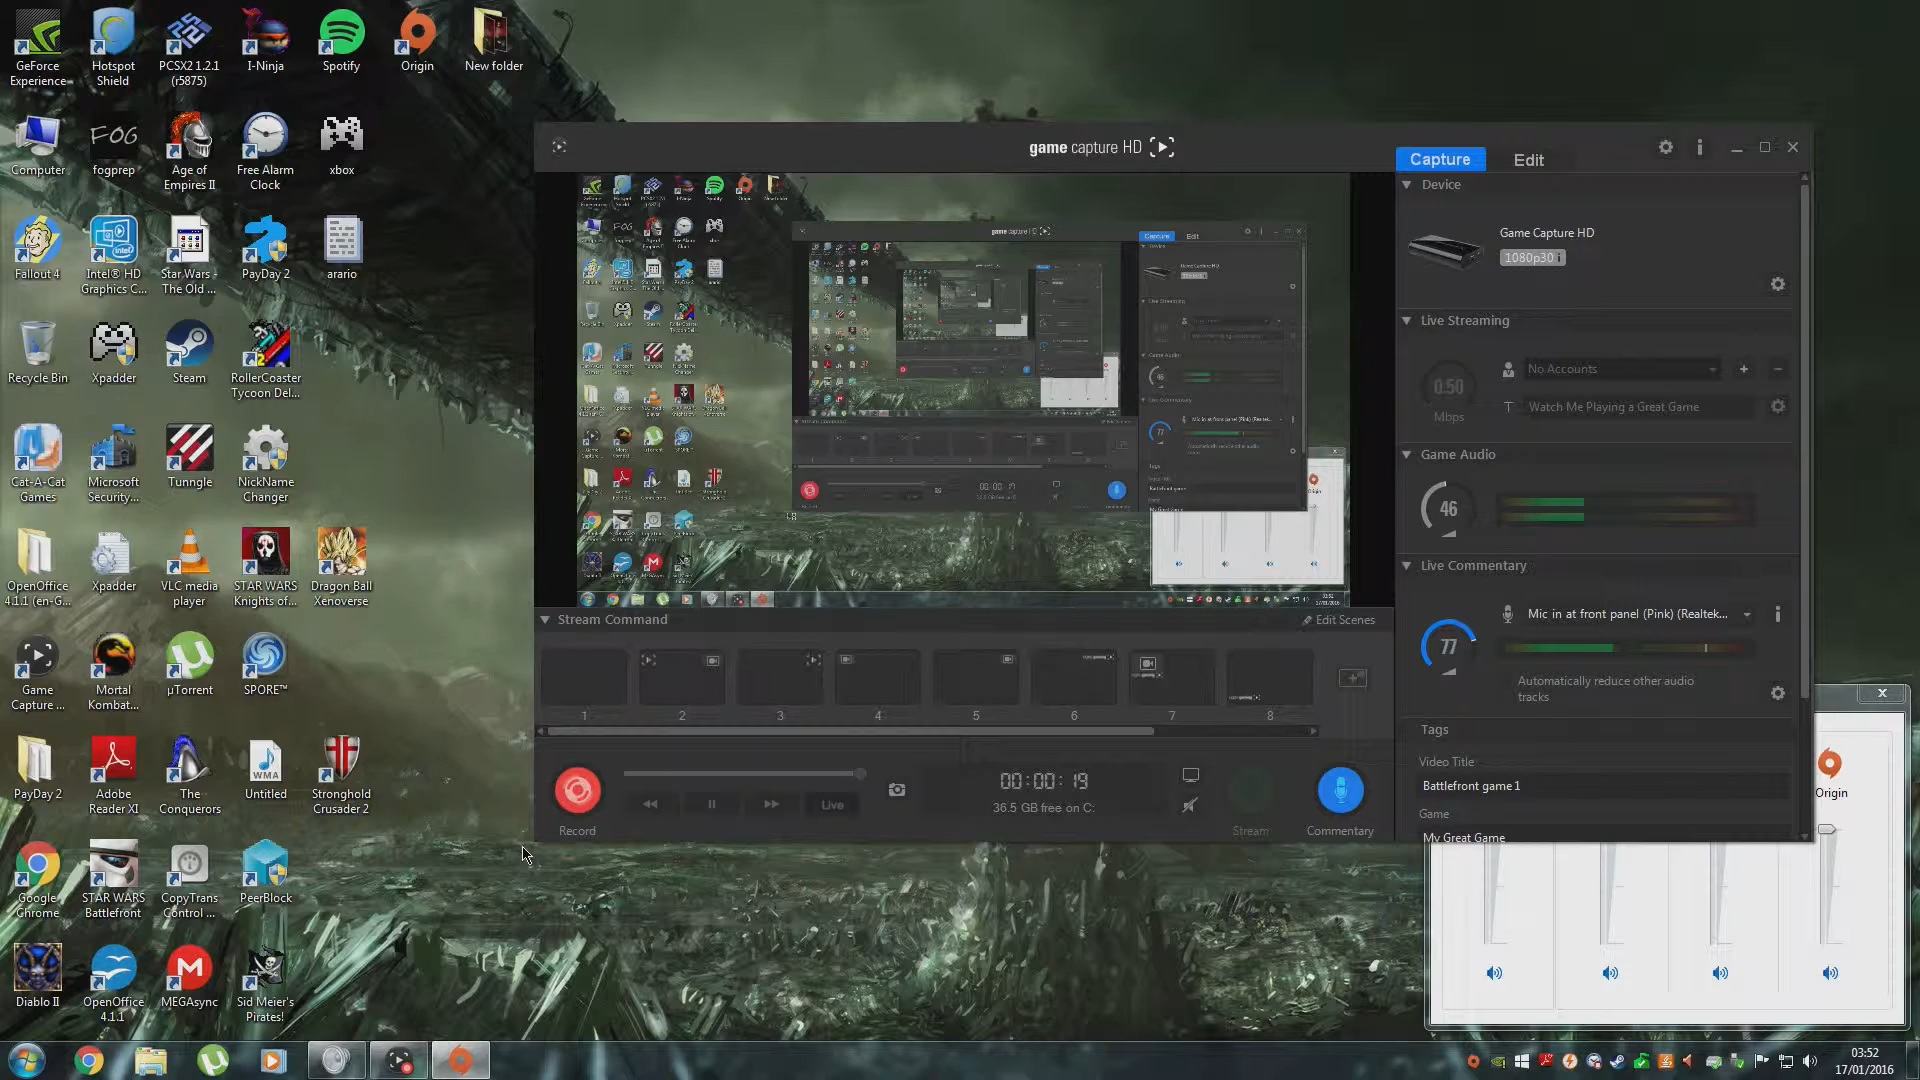 GeForce
Experience
Hotspot
Shield
PCSX2 1.2.1
(r5875)
I-Ninja
Spotify
Origin
New folder
Computer
FOG
fogprep
Age of
Empires II
Free Alarm
Clock
xbox
Fallout 4
Intel® HD
Graphics C...
Star Wars -
The Old ...
PayDay 2
arario
Recycle Bin
Xpadder
Steam
RollerCoaster
Tycoon Del...
Cat-A-Cat
Games
Microsoft
Security...
Tunngle
NickName
Changer
OpenOffice
4.1.1 (en-G...
Xpadder
VLC media
player
STAR WARS
Knights of...
Dragon Ball
Xenoverse
Game
Capture ...
Mortal
Kombat...
µTorrent
SPORE™
PayDay 2
Adobe
Reader XI
The
Conquerors
WMA
Untitled
Stronghold
Crusader 2
Google
Chrome
STAR WARS
Battlefront
CopyTrans
Control ...
PeerBlock
Diablo II
OpenOffice
4.1.1
MEGAsync
Sid Meier's
Pirates!
game capture HD
Capture
Edit
Device
Game Capture HD
1080p30 i
Live Streaming
0.50
Mbps
No Accounts
Watch Me Playing a Great Game
Game Audio
46
Live Commentary
77
Mic in at front panel (Pink) (Realtek...
Automatically reduce other audio
tracks
Tags
Video Title
Battlefront game 1
Game
My Great Game
Stream Command
Edit Scenes
1
2
3
4
5
6
7
8
Record
Live
00:00:19
36.5 GB free on C:
Stream
Commentary
Origin
03:52
17/01/2016